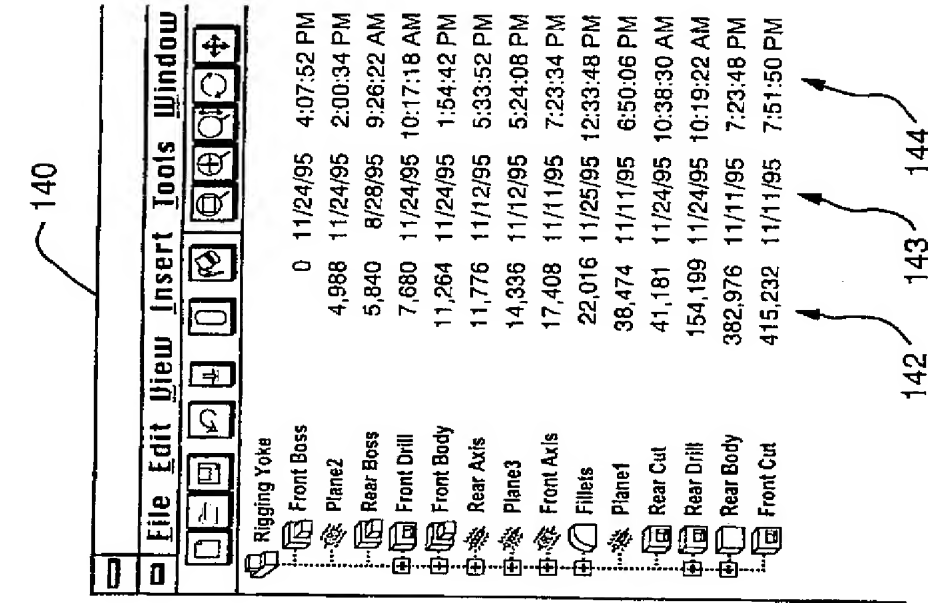 140
File Edit View Insert Tools Window
Rigging Yoke
Front Boss 0 11/24/95 4:07:52 PM
Plane2 4,988 11/24/95 2:00:34 PM
Rear Boss 5,840 8/28/95 9:26:22 AM
Front Drill 7,680 11/24/95 10:17:18 AM
Front Body 11,264 11/24/95 1:54:42 PM
Rear Axis 11,776 11/12/95 5:33:52 PM
Plane3 14,336 11/12/95 5:24:08 PM
Front Axis 17,408 11/11/95 7:23:34 PM
Fillets 22,016 11/25/95 12:33:48 PM
Plane1 38,474 11/11/95 6:50:06 PM
Rear Cut 41,181 11/24/95 10:38:30 AM
Rear Drill 154,199 11/24/95 10:19:22 AM
Rear Body 382,976 11/11/95 7:23:48 PM
Front Cut 415,232 11/11/95 7:51:50 PM
142 143 144